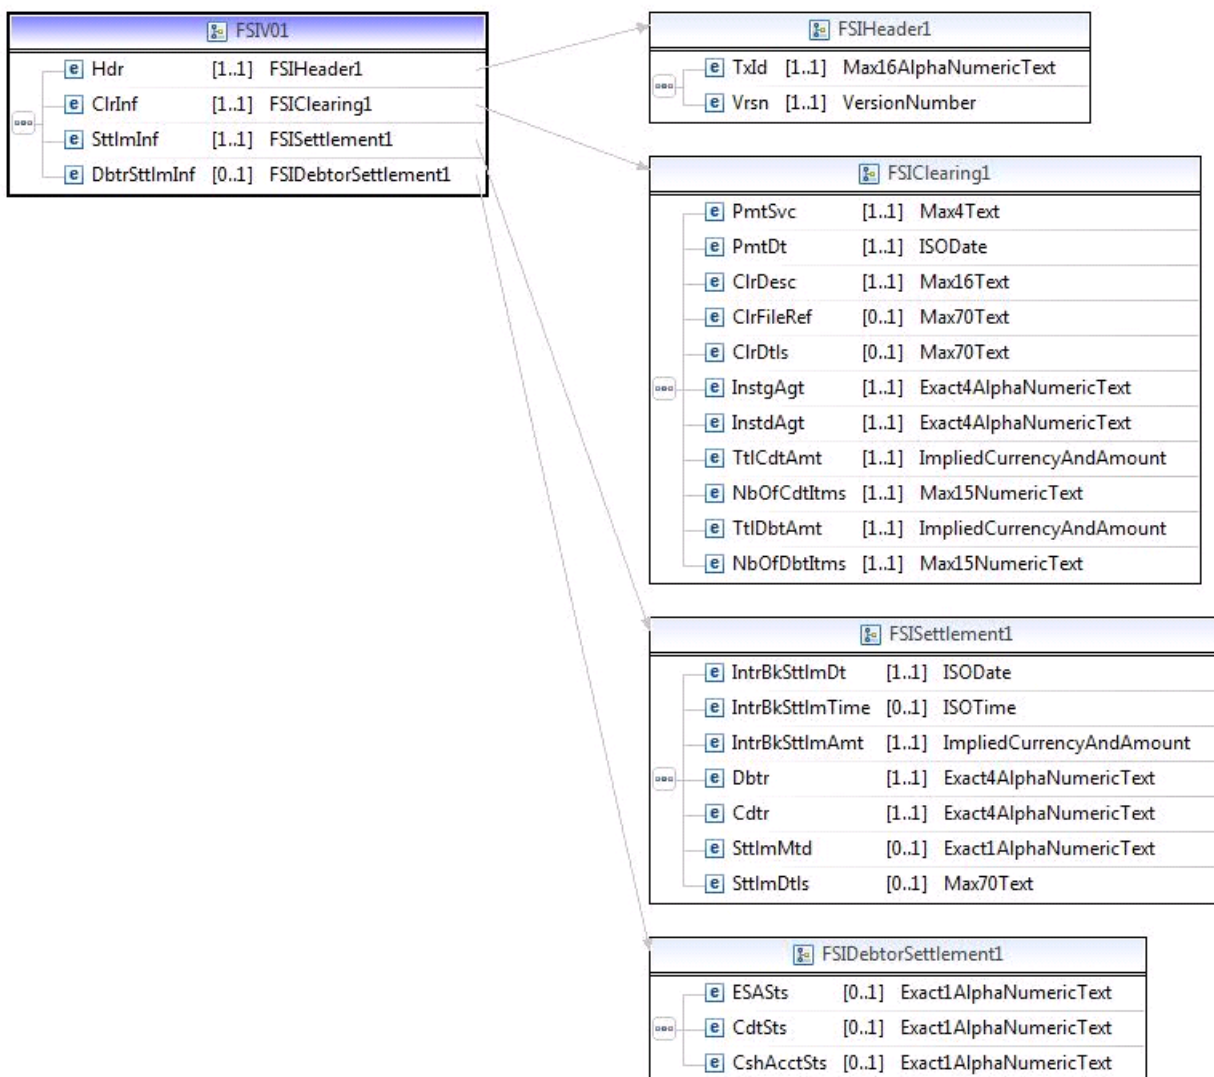 FSIV01
e Hdr [1..1] FSIHeader1
e ClrInf [1..1] FSIClearing1
e SttlmInf [1..1] FSISettlement1
e DbtrSttlmInf [0..1] FSIDebtorSettlement1
FSIHeader1
e TxId [1..1] Max16AlphaNumericText
e Vrsn [1..1] VersionNumber
FSIClearing1
e PmtSvc [1..1] Max4Text
e PmtDt [1..1] ISODate
e ClrDesc [1..1] Max16Text
e ClrFileRef [0..1] Max70Text
e ClrDtls [0..1] Max70Text
e InstgAgt [1..1] Exact4AlphaNumericText
e InstdAgt [1..1] Exact4AlphaNumericText
e TtlCdtAmt [1..1] ImpliedCurrencyAndAmount
e NbOfCdtItms [1..1] Max15NumericText
e TtlDbtAmt [1..1] ImpliedCurrencyAndAmount
e NbOfDbtItms [1..1] Max15NumericText
FSISettlement1
e IntrBkSttlmDt [1..1] ISODate
e IntrBkSttlmTime [0..1] ISOTime
e IntrBkSttlmAmt [1..1] ImpliedCurrencyAndAmount
e Dbtr [1..1] Exact4AlphaNumericText
e Cdtr [1..1] Exact4AlphaNumericText
e SttlmMtd [0..1] Exact1AlphaNumericText
e SttlmDtls [0..1] Max70Text
FSIDebtorSettlement1
e ESASts [0..1] Exact1AlphaNumericText
e CdtSts [0..1] Exact1AlphaNumericText
e CshAcctSts [0..1] Exact1AlphaNumericText